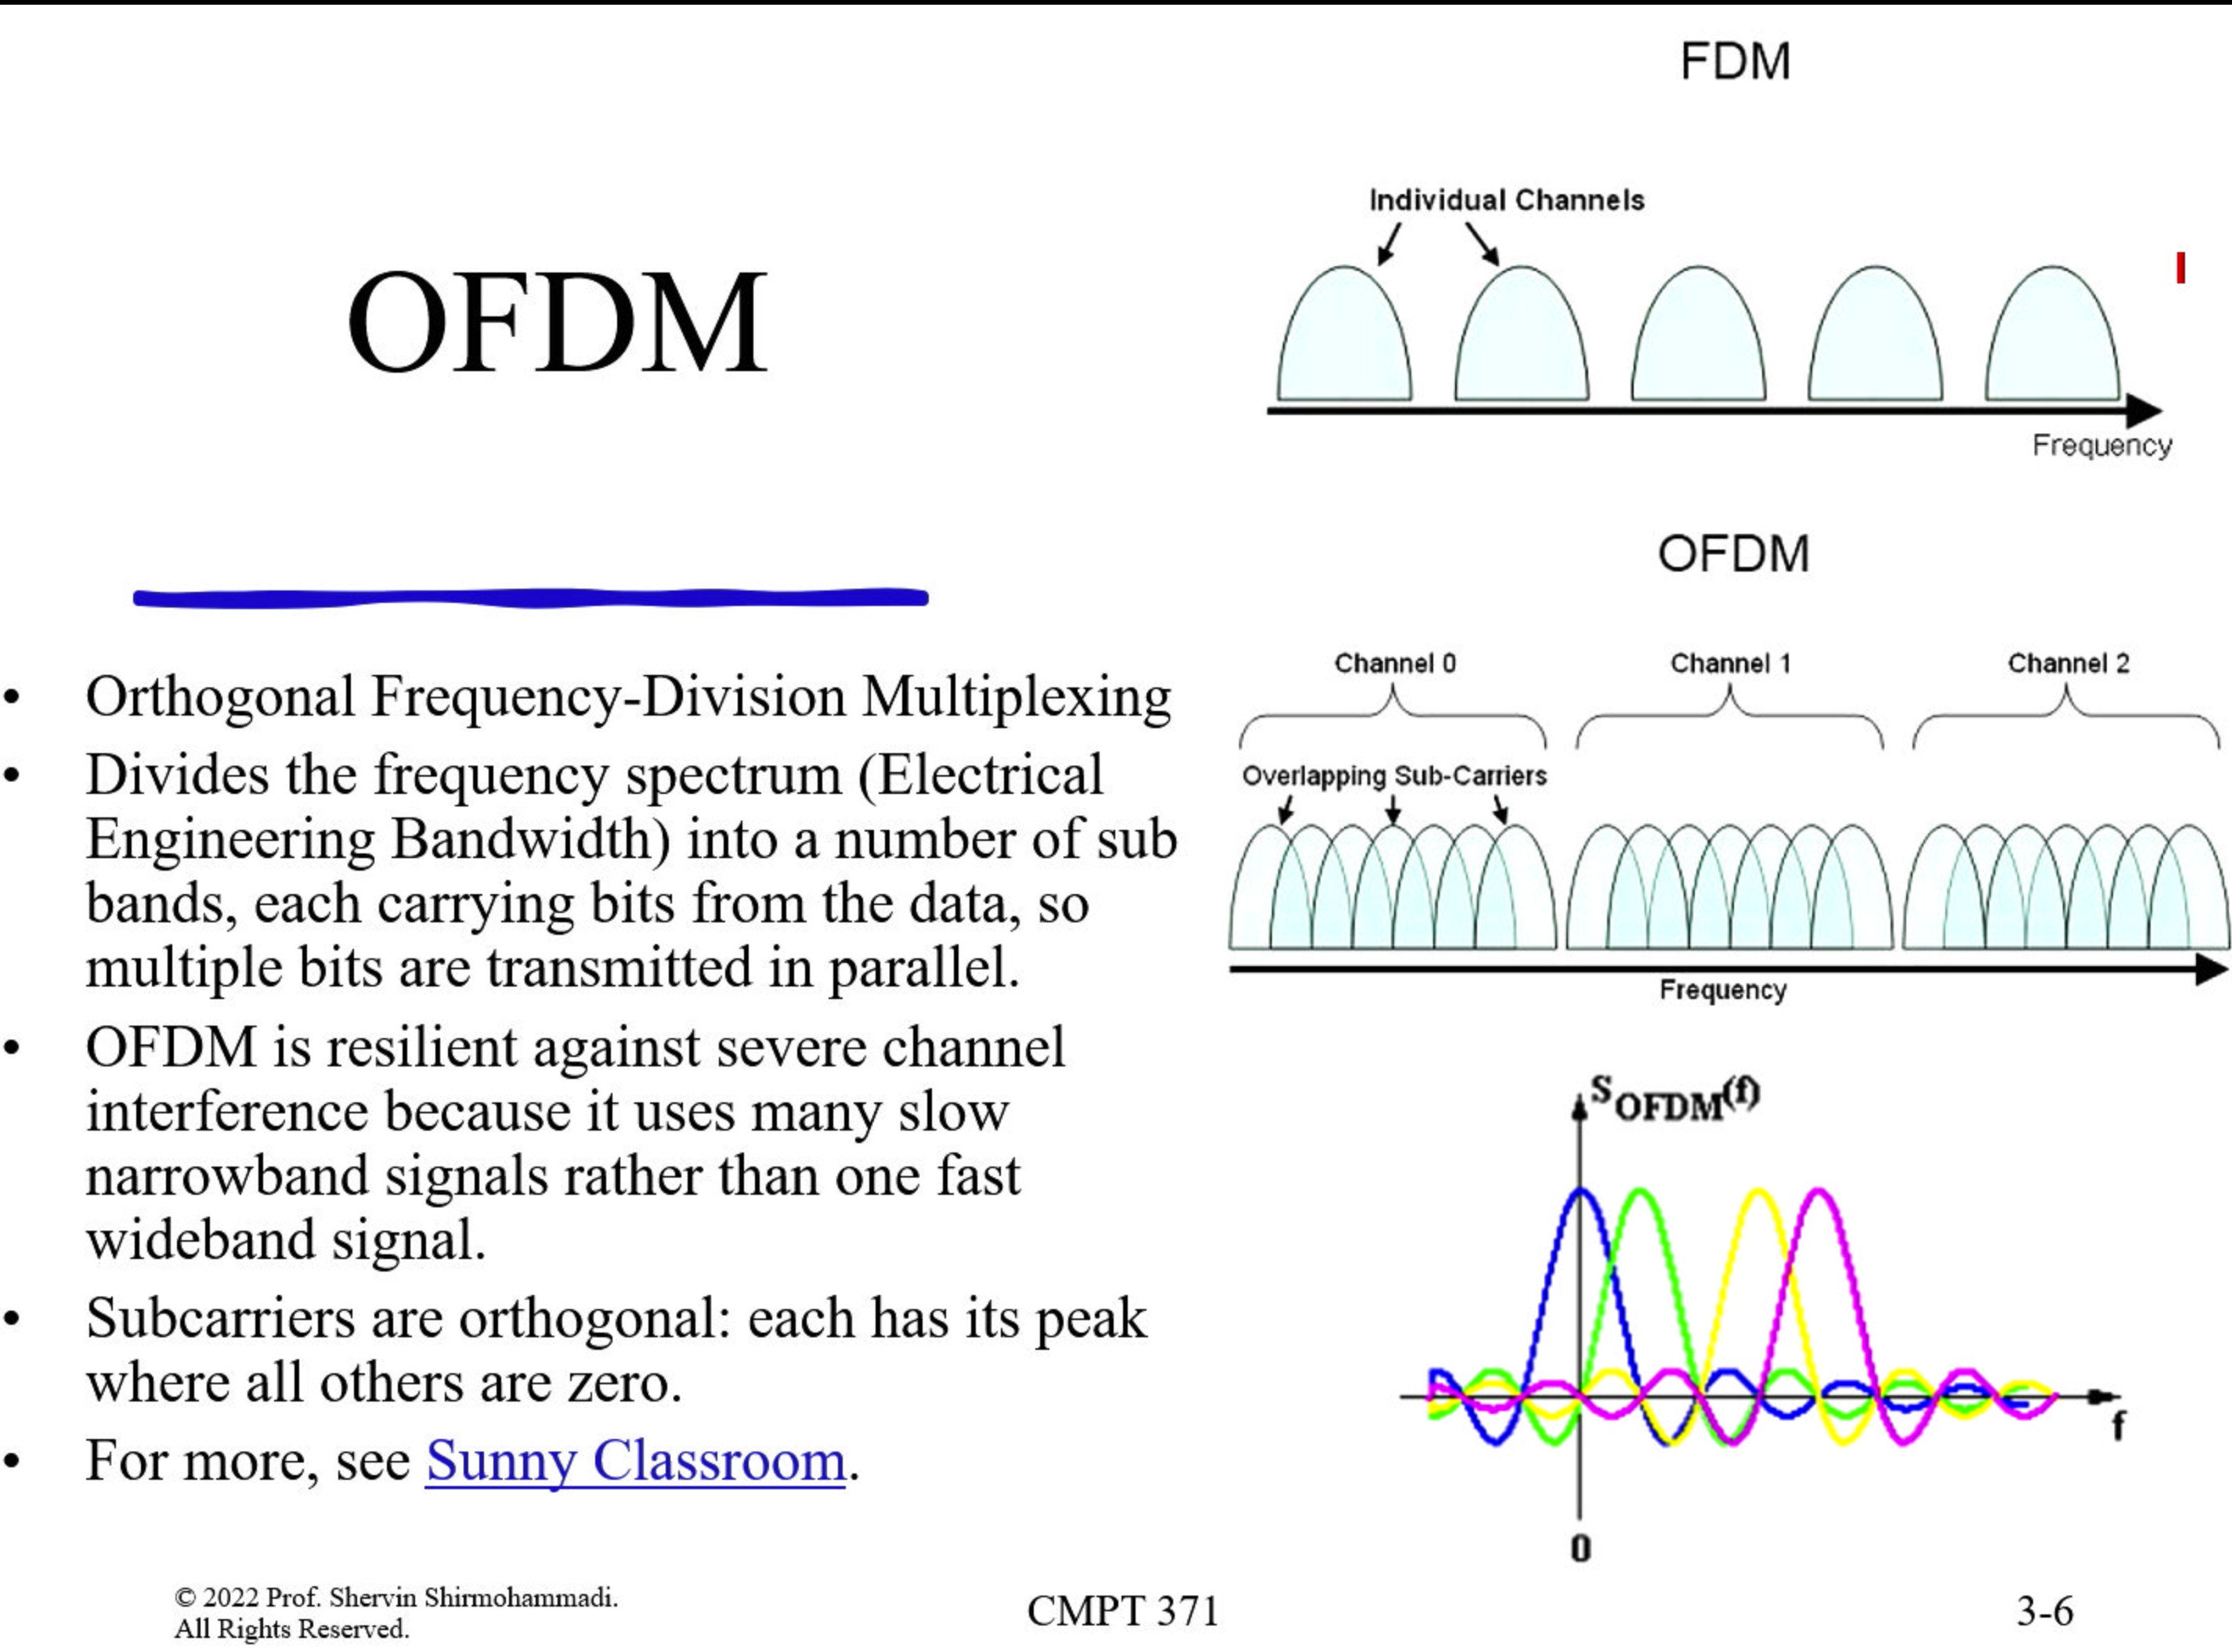 OFDM
• Orthogonal Frequency-Division Multiplexing
• Divides the frequency spectrum (Electrical
Engineering Bandwidth) into a number of sub
bands, each carrying bits from the data, so
multiple bits are transmitted in parallel.
• OFDM is resilient against severe channel
interference because it uses many slow
narrowband signals rather than one fast
wideband signal.
• Subcarriers are orthogonal: each has its peak
where all others are zero.
• For more, see Sunny Classroom.
FDM
Individual Channels
Frequency
OFDM
Channel 0 Channel 1 Channel 2
Overlapping Sub-Carriers
Frequency
S OFDM(f)
f
0
© 2022 Prof. Shervin Shirmohammadi.
All Rights Reserved.
CMPT 371
3-6